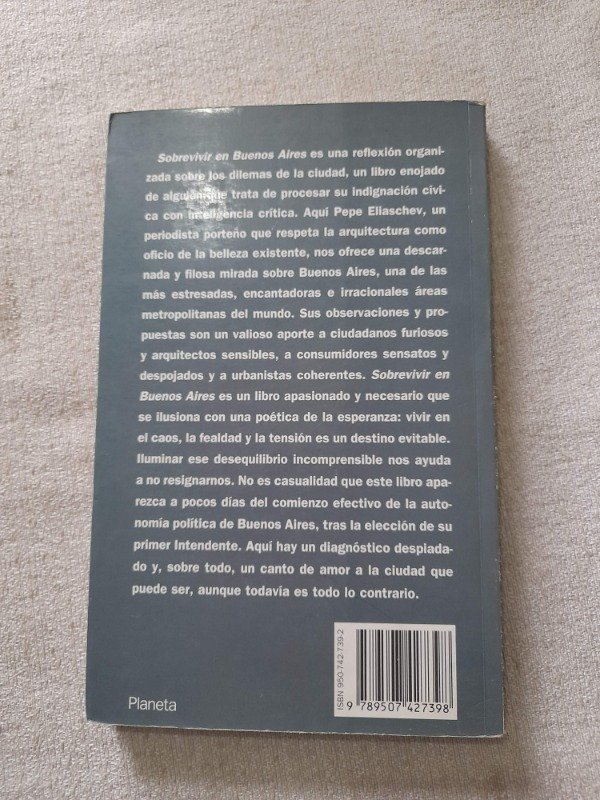 Sobrevivir en Buenos Aires es una reflexión organi-
zada sobre los dilemas de la ciudad, un libro enojado
de alguien que trata de procesar su indignación cívi-
ca con inteligencia crítica. Aquí Pepe Eliaschev, un
periodista porteño que respeta la arquitectura como
oficio de la belleza existente, nos ofrece una descar-
nada y filosa mirada sobre Buenos Aires, una de las
más estresadas, encantadoras e irracionales áreas
metropolitanas del mundo. Sus observaciones y pro-
puestas son un valioso aporte a ciudadanos furiosos
y arquitectos sensibles, a consumidores sensatos y
despojados y a urbanistas coherentes. Sobrevivir en
Buenos Aires es un libro apasionado y necesario que
se ilusiona con una poética de la esperanza: vivir en
el caos, la fealdad y la tensión es un destino evitable.
Iluminar ese desequilibrio incomprensible nos ayuda
a no resignarnos. No es casualidad que este libro apa-
rezca a pocos días del comienzo efectivo de la auto-
nomía política de Buenos Aires, tras la elección de su
primer Intendente. Aquí hay un diagnóstico despiada-
do y, sobre todo, un canto de amor a la ciudad que
puede ser, aunque todavía es todo lo contrario.
ISBN 950-742-739-2
9 789507 427398
Planeta